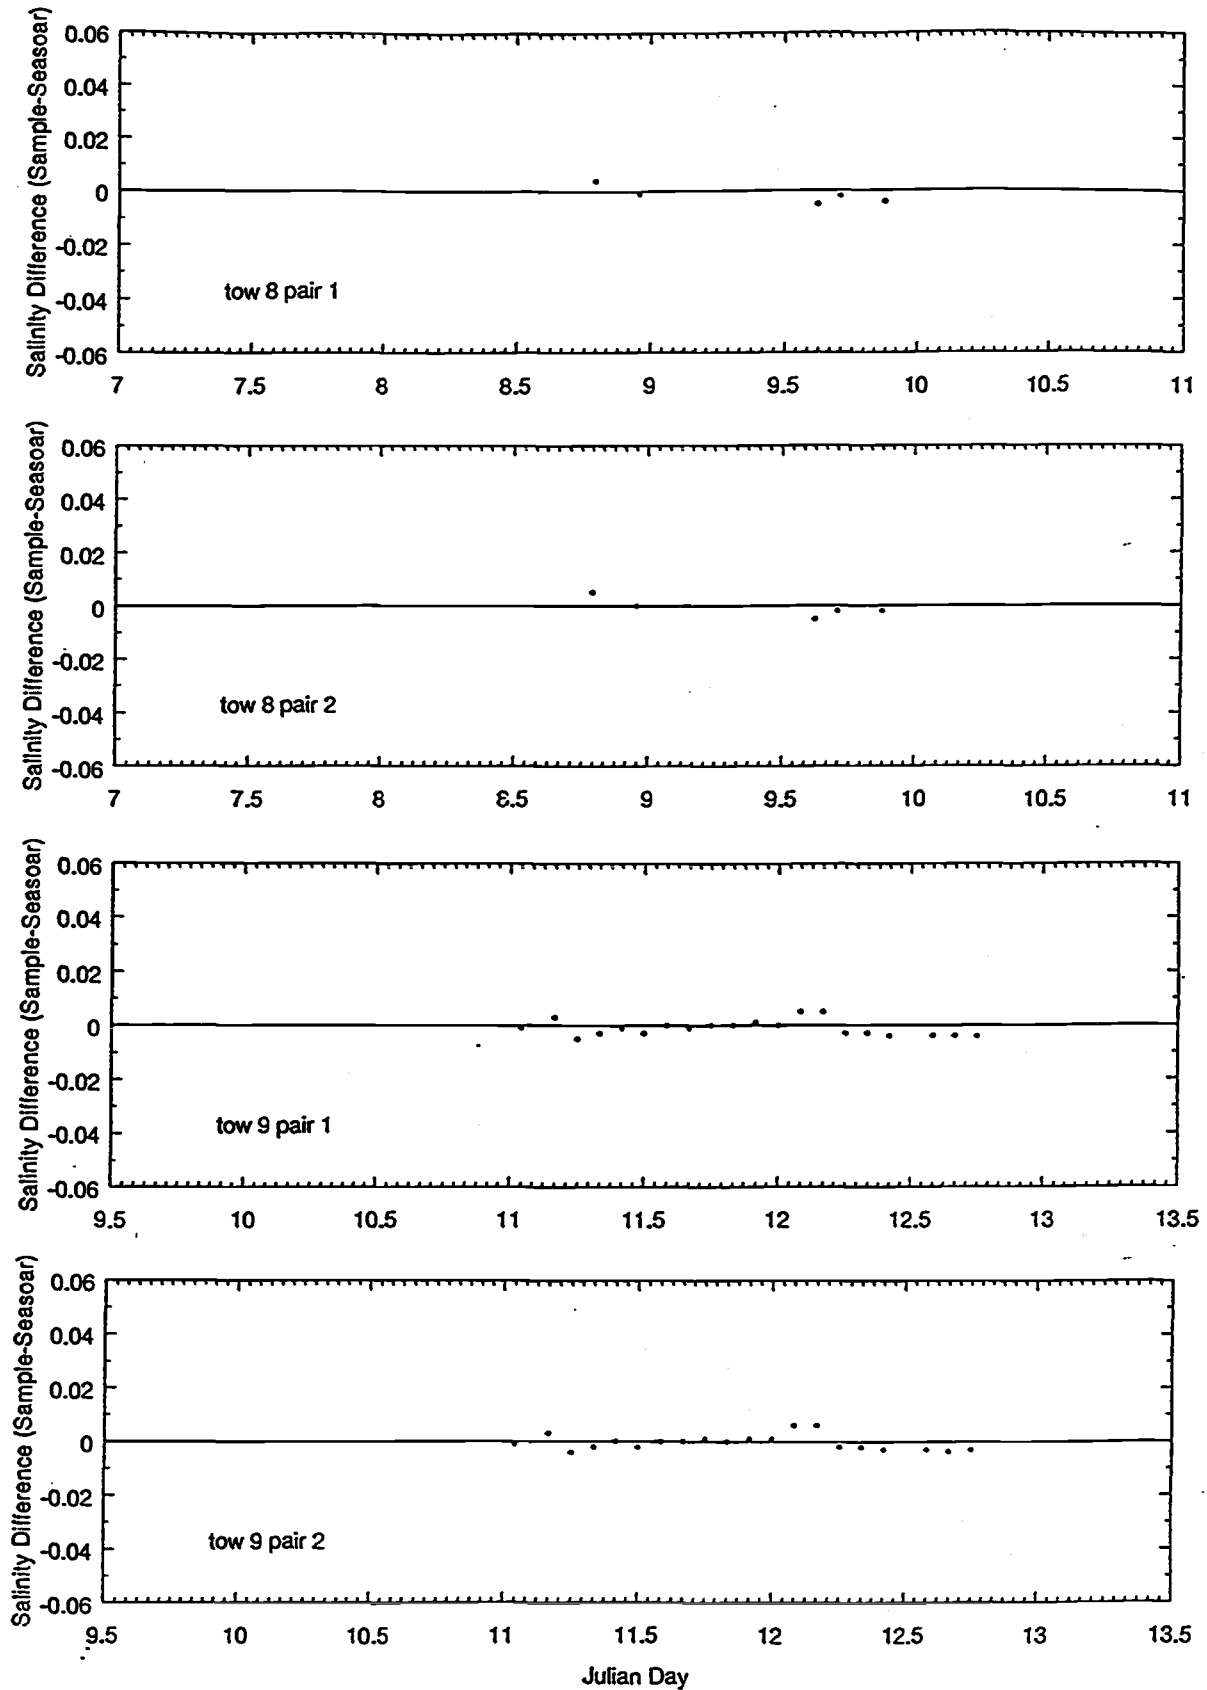 Salinity Difference (Sample-Seasoar)
0.06
0.04
0.02
0
-0.02
-0.04
-0.06
tow 8 pair 1
7 7.5 8 8.5 9 9.5 10 10.5 11
Salinity Difference (Sample-Seasoar)
0.06
0.04
0.02
0
-0.02
-0.04
-0.06
tow 8 pair 2
7 7.5 8 8.5 9 9.5 10 10.5 11
Salinity Difference (Sample-Seasoar)
0.06
0.04
0.02
0
-0.02
-0.04
-0.06
tow 9 pair 1
9.5 10 10.5 11 11.5 12 12.5 13 13.5
Salinity Difference (Sample-Seasoar)
0.06
0.04
0.02
0
-0.02
-0.04
-0.06
tow 9 pair 2
9.5 10 10.5 11 11.5 12 12.5 13 13.5
Julian Day